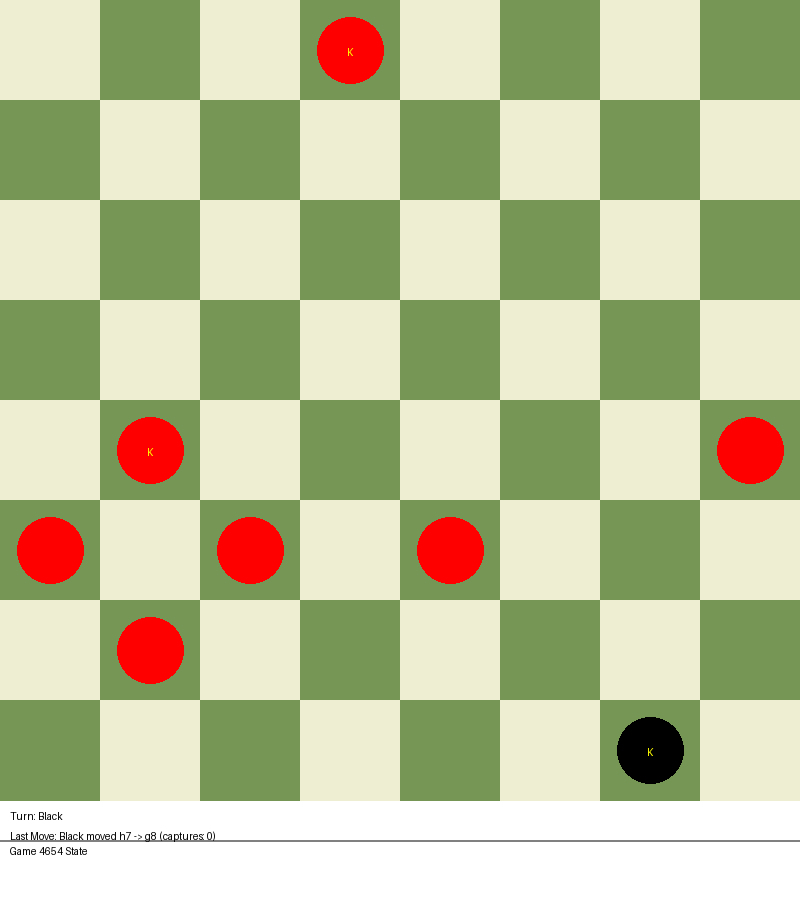 K
K
K
Turn: Black
Last Move: Black moved h7 -> g8 (captures: 0)
Game 4654 State